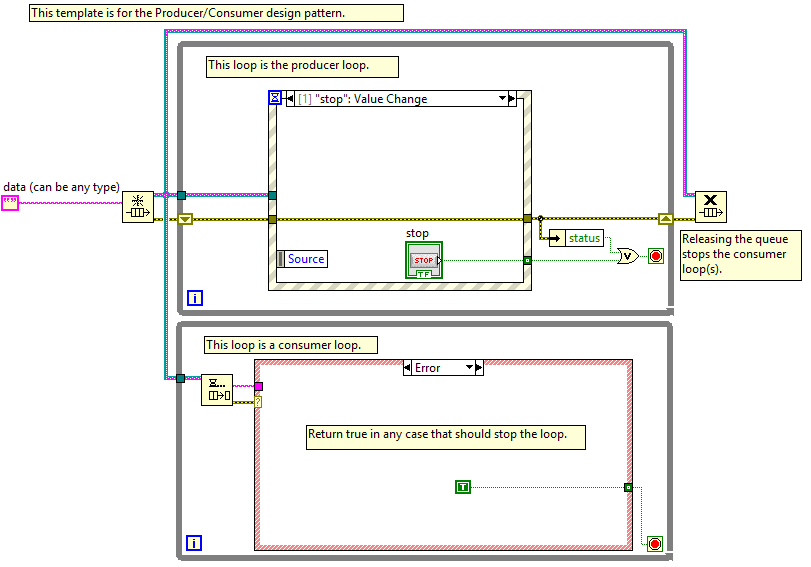 This template is for the Producer/Consumer design pattern.
This loop is the producer loop.
[1] "stop": Value Change
data (can be any type)
stop
STOP
TF
status
Source
Releasing the queue
stops the consumer
loop(s).
i
This loop is a consumer loop.
Error
?
Return true in any case that should stop the loop.
T
i